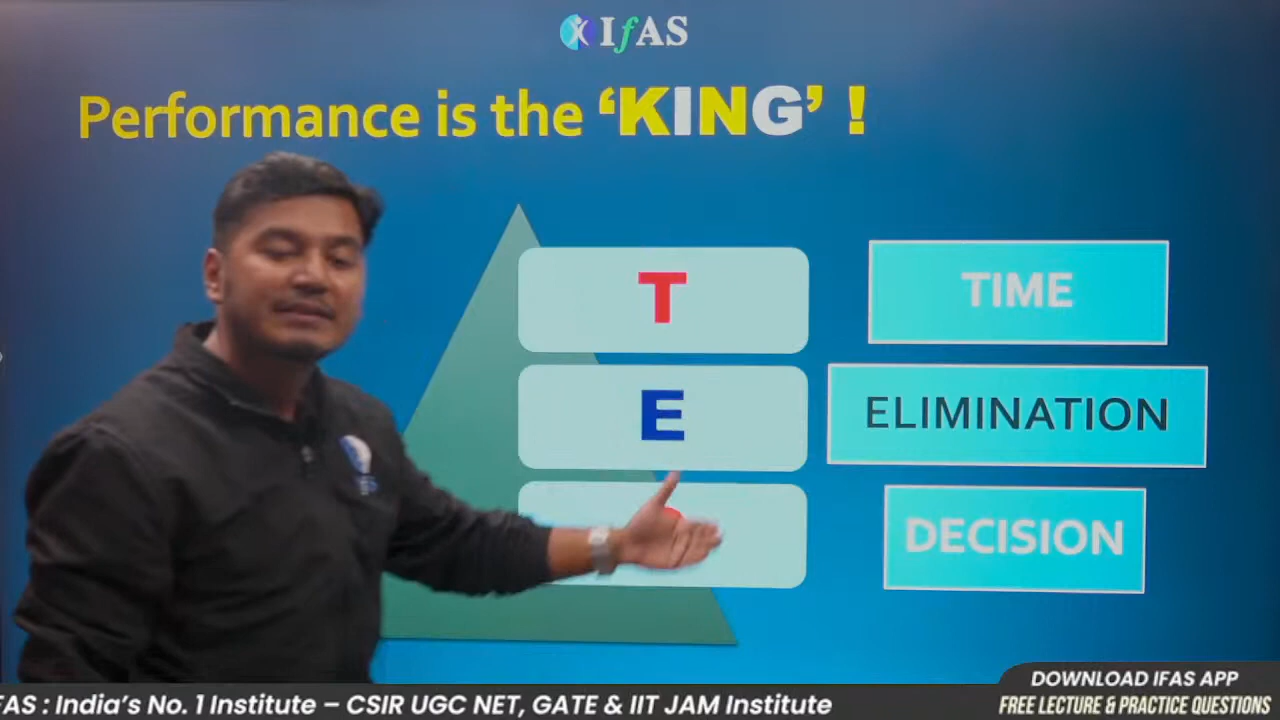 IfAS
Performance is the ‘KING’ !
T
TIME
E
ELIMINATION
DECISION
FAS : India’s No. 1 Institute – CSIR UGC NET, GATE & IIT JAM Institute
DOWNLOAD IFAS APP
FREE LECTURE & PRACTICE QUESTIONS